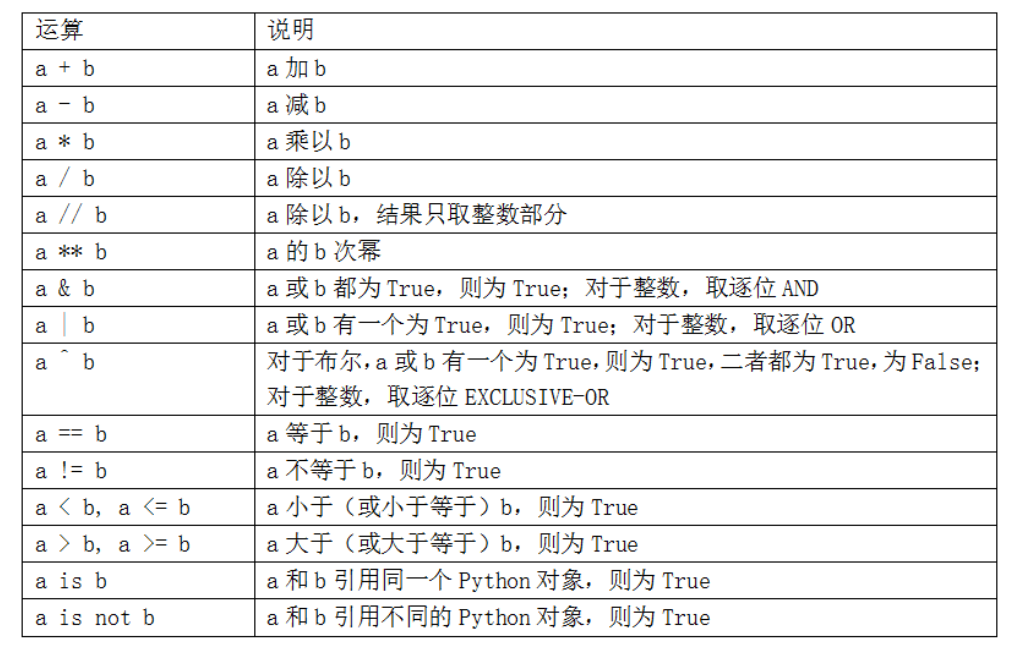 运算 说明
a + b a 加 b
a - b a 减 b
a * b a 乘以 b
a / b a 除以 b
a // b a 除以 b，结果只取整数部分
a ** b a 的 b 次幂
a & b a 或 b 都为 True，则为 True；对于整数，取逐位 AND
a | b a 或 b 有一个为 True，则为 True；对于整数，取逐位 OR
a ^ b 对于布尔，a 或 b 有一个为 True，则为 True，二者都为 True，为 False；
对于整数，取逐位 EXCLUSIVE-OR
a == b a 等于 b，则为 True
a != b a 不等于 b，则为 True
a < b, a <= b a 小于（或小于等于）b，则为 True
a > b, a >= b a 大于（或大于等于）b，则为 True
a is b a 和 b 引用同一个 Python 对象，则为 True
a is not b a 和 b 引用不同的 Python 对象，则为 True